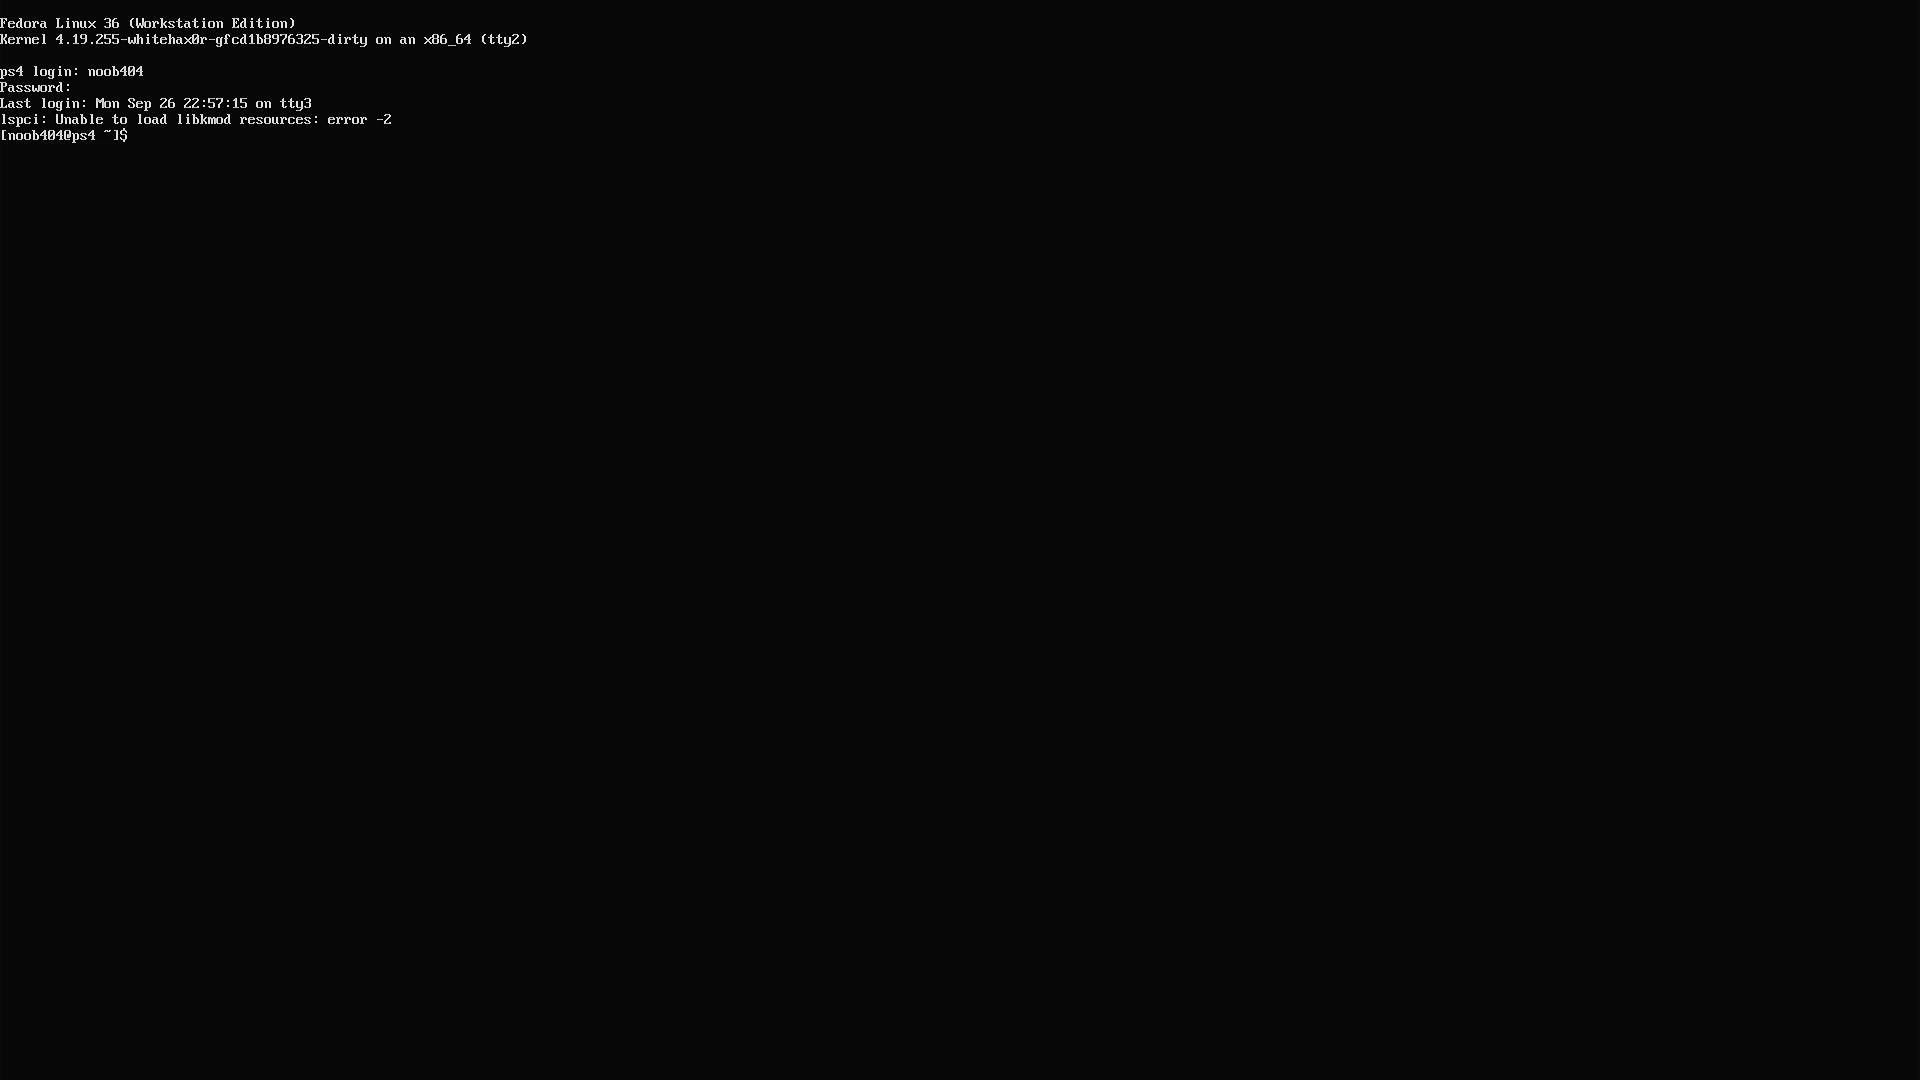 Fedora Linux 36 (Workstation Edition)
Kernel 4.19.255-whitehax0r-gfcd1b8976325-dirty on an x86_64 (tty2)
ps4 login: noob404
Password:
Last login: Mon Sep 26 22:57:15 on tty3
lspci: Unable to load libkmod resources: error -2
[noob404@ps4 ~]$